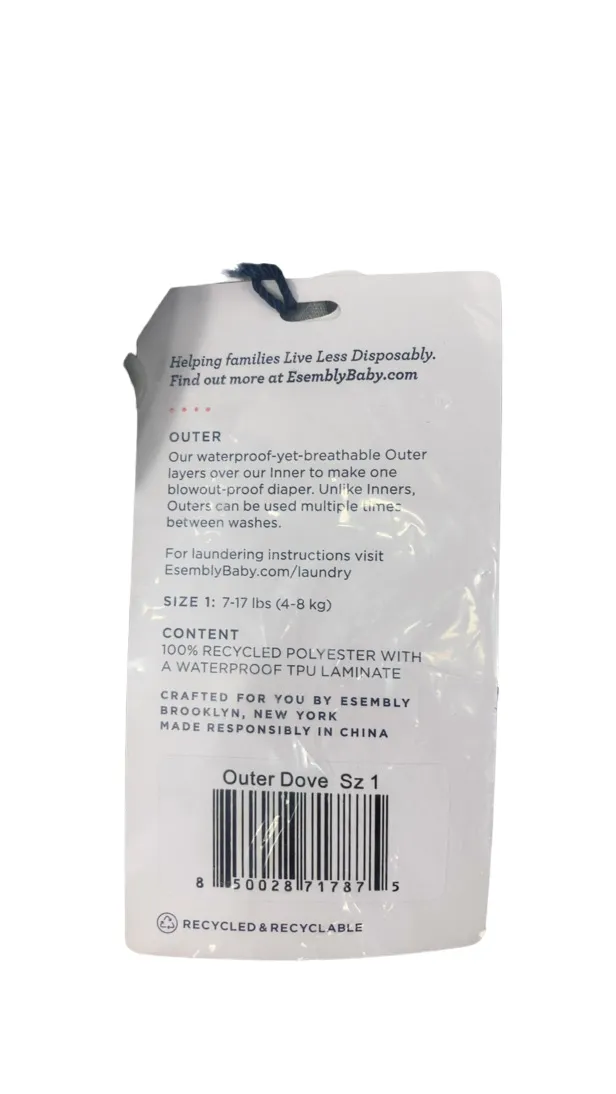 Helping families Live Less Disposably.
Find out more at EsemblyBaby.com
OUTER
Our waterproof-yet-breathable Outer
layers over our Inner to make one
blowout-proof diaper. Unlike Inners,
Outers can be used multiple times
between washes.
For laundering instructions visit
EsemblyBaby.com/laundry
SIZE 1: 7-17 lbs (4-8 kg)
CONTENT
100% RECYCLED POLYESTER WITH
A WATERPROOF TPU LAMINATE
CRAFTED FOR YOU BY ESEMBLY
BROOKLYN, NEW YORK
MADE RESPONSIBLY IN CHINA
Outer Dove Sz 1
8 50028 71787 5
RECYCLED & RECYCLABLE